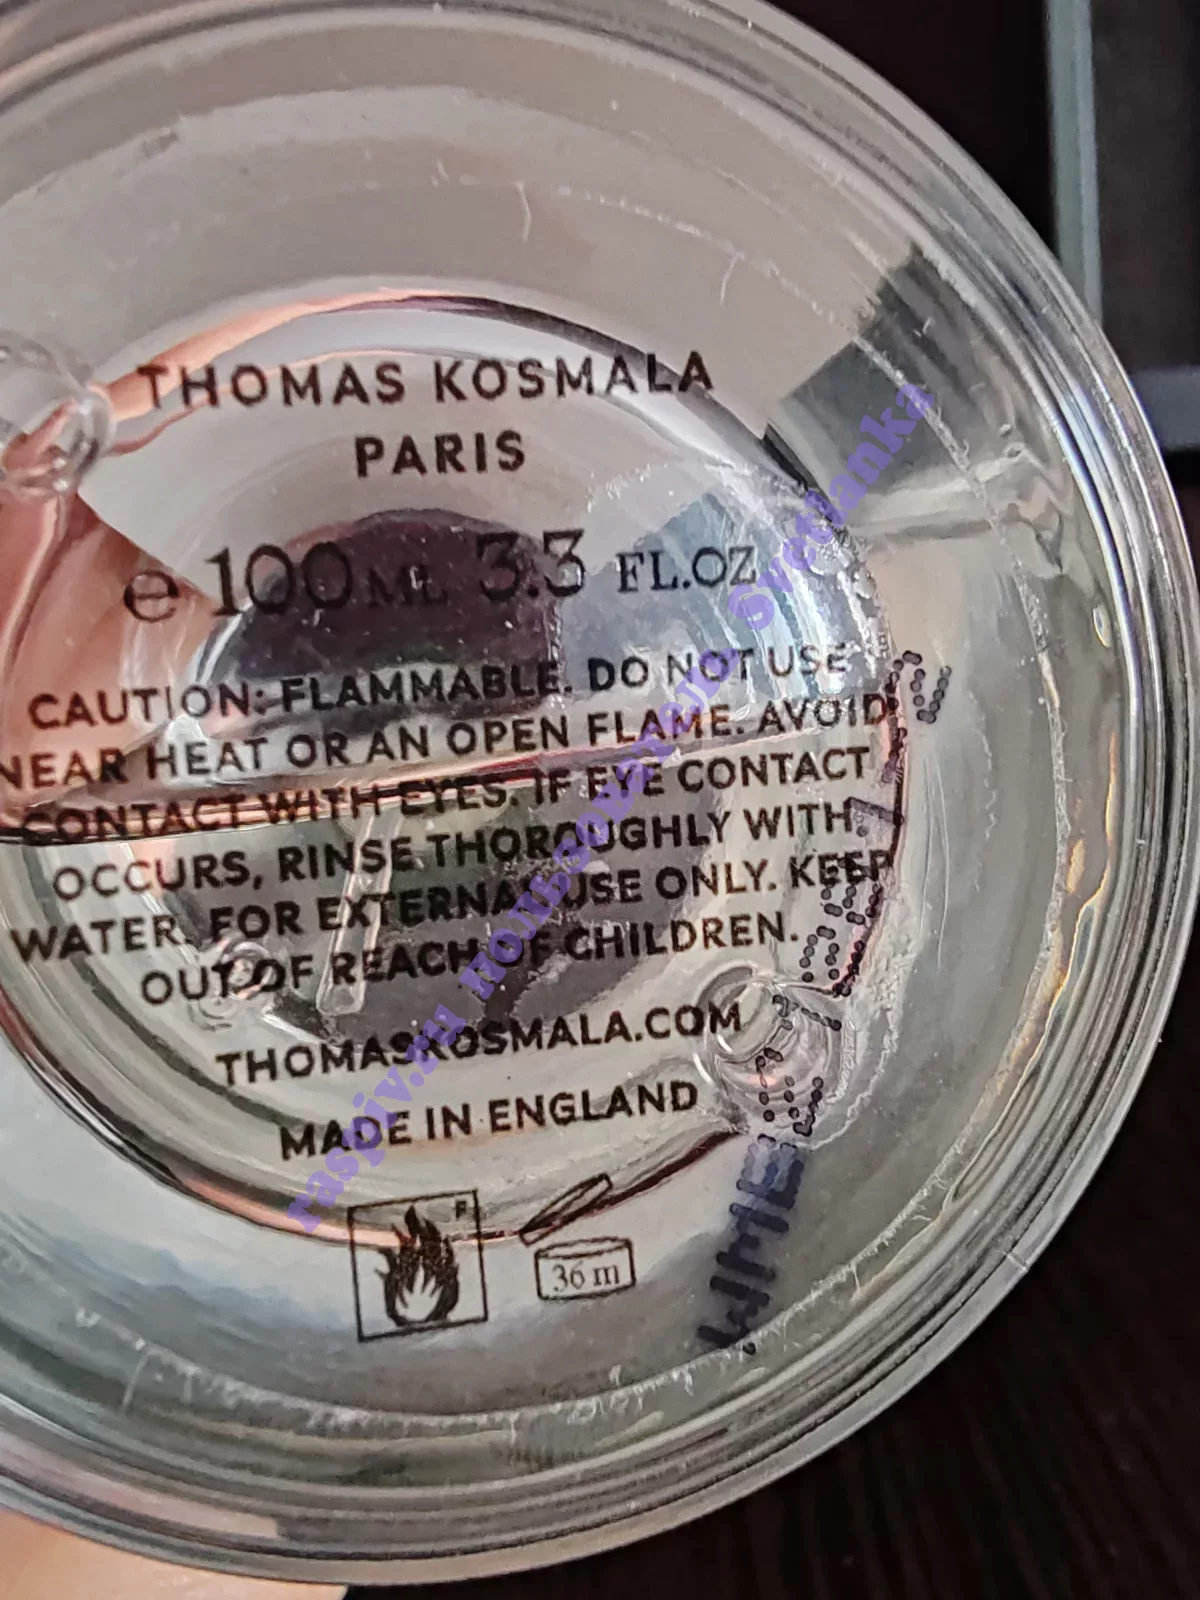 THOMAS KOSMALA
PARIS
℮ 100 ML 3.3 FL.OZ
CAUTION: FLAMMABLE. DO NOT USE
NEAR HEAT OR AN OPEN FLAME. AVOID
CONTACT WITH EYES. IF EYE CONTACT
OCCURS, RINSE THOROUGHLY WITH
WATER. FOR EXTERNAL USE ONLY. KEEP
OUT OF REACH OF CHILDREN.
THOMASKOSMALA.COM
MADE IN ENGLAND
36 m
raspiv.ru пользователь Svetlanka